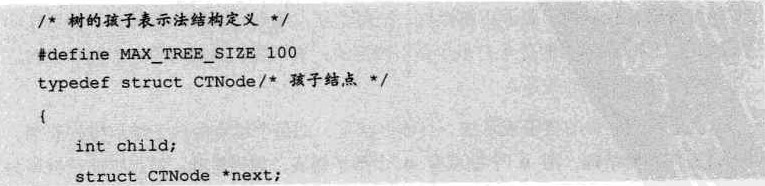 /* 树的孩子表示法结构定义 */
#define MAX_TREE_SIZE 100
typedef struct CTNode/* 孩子结点 */
{
int child;
struct CTNode *next;